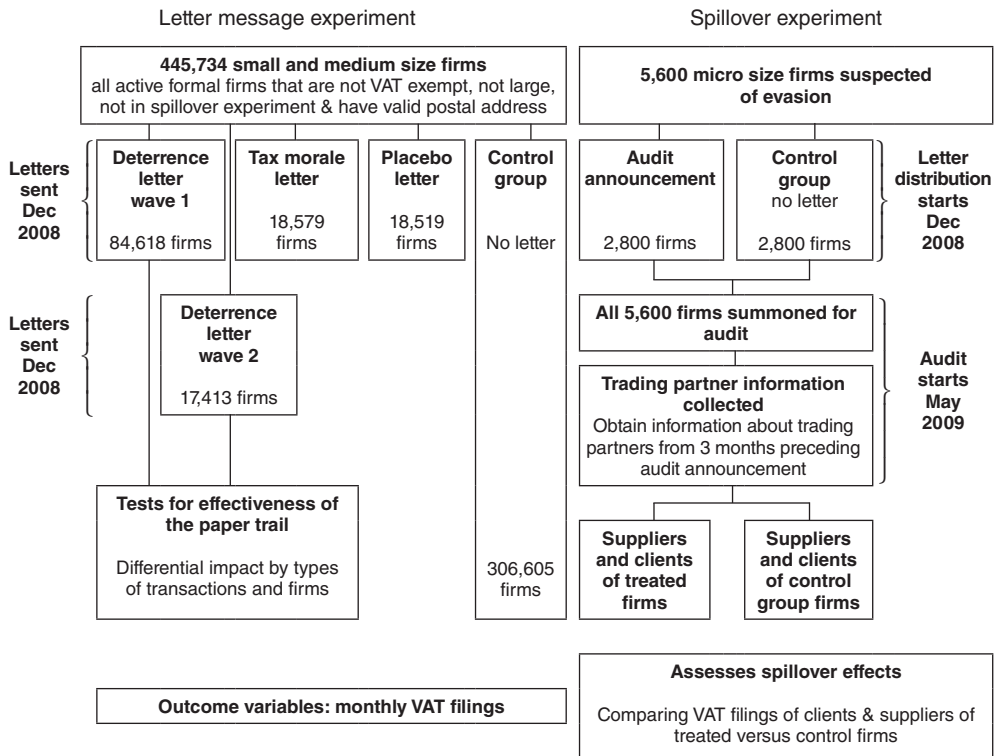 Letter message experiment
445,734 small and medium size firms
all active formal firms that are not VAT exempt, not large,
not in spillover experiment & have valid postal address
Letters
sent
Dec
2008
Deterrence
letter
wave 1
84,618 firms
Tax morale
letter
18,579
firms
Placebo
letter
18,519
firms
Control
group
No letter
306,605
firms
Letters
sent
Dec
2008
Deterrence
letter
wave 2
17,413 firms
Tests for effectiveness of
the paper trail
Differential impact by types
of transactions and firms
Outcome variables: monthly VAT filings
Spillover experiment
5,600 micro size firms suspected
of evasion
Audit
announcement
2,800 firms
Control
group
no letter
2,800 firms
Letter
distribution
starts
Dec
2008
All 5,600 firms summoned for
audit
Trading partner information
collected
Obtain information about trading
partners from 3 months preceding
audit announcement
Audit
starts
May
2009
Suppliers
and clients
of treated
firms
Suppliers
and clients
of control
group firms
Assesses spillover effects
Comparing VAT filings of clients & suppliers of
treated versus control firms